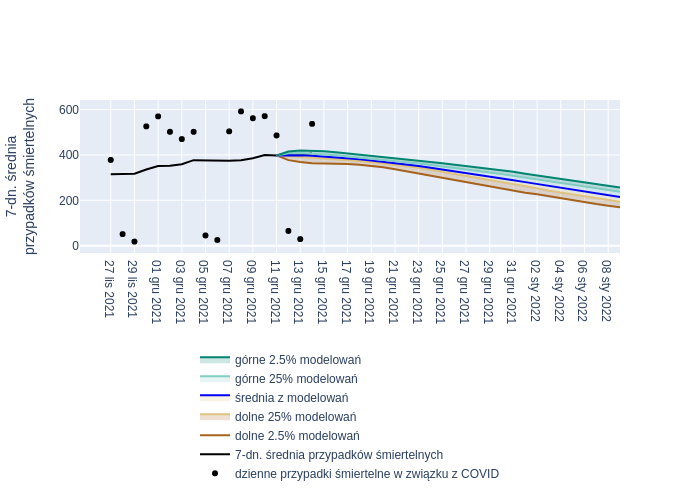 7-dn. średnia
przypadków śmiertelnych
600
400
200
0
27 lis 2021
29 lis 2021
01 gru 2021
03 gru 2021
05 gru 2021
07 gru 2021
09 gru 2021
11 gru 2021
13 gru 2021
15 gru 2021
17 gru 2021
19 gru 2021
21 gru 2021
23 gru 2021
25 gru 2021
27 gru 2021
29 gru 2021
31 gru 2021
02 sty 2022
04 sty 2022
06 sty 2022
08 sty 2022
górne 2.5% modelowań
górne 25% modelowań
średnia z modelowań
dolne 25% modelowań
dolne 2.5% modelowań
7-dn. średnia przypadków śmiertelnych
dzienne przypadki śmiertelne w związku z COVID